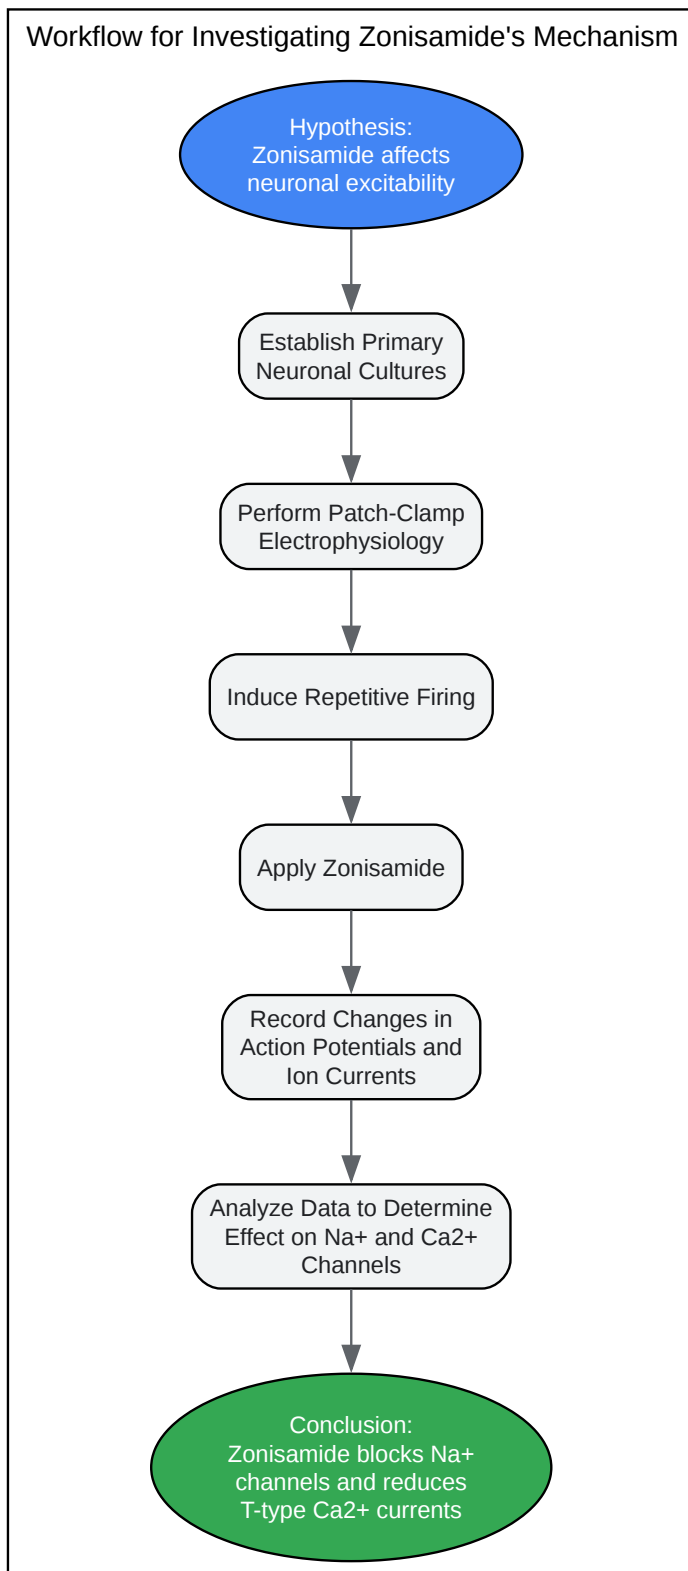 Workflow for Investigating Zonisamide's Mechanism
Hypothesis:
Zonisamide affects
neuronal excitability
Establish Primary
Neuronal Cultures
Perform Patch-Clamp
Electrophysiology
Induce Repetitive Firing
Apply Zonisamide
Record Changes in
Action Potentials and
Ion Currents
Analyze Data to Determine
Effect on Na+ and Ca2+
Channels
Conclusion:
Zonisamide blocks Na+
channels and reduces
T-type Ca2+ currents